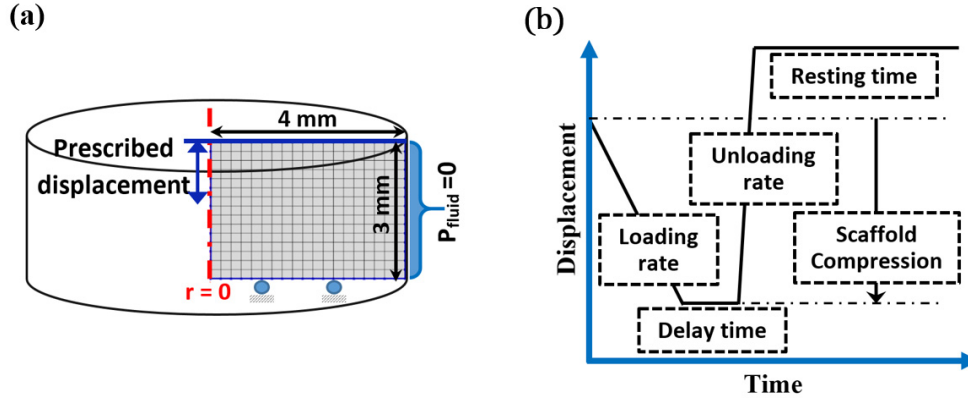 (a)
4 mm
Prescribed
displacement
3 mm
P_fluid=0
r = 0
(b)
Displacement
Resting time
Unloading
rate
Loading
rate
Scaffold
Compression
Delay time
Time